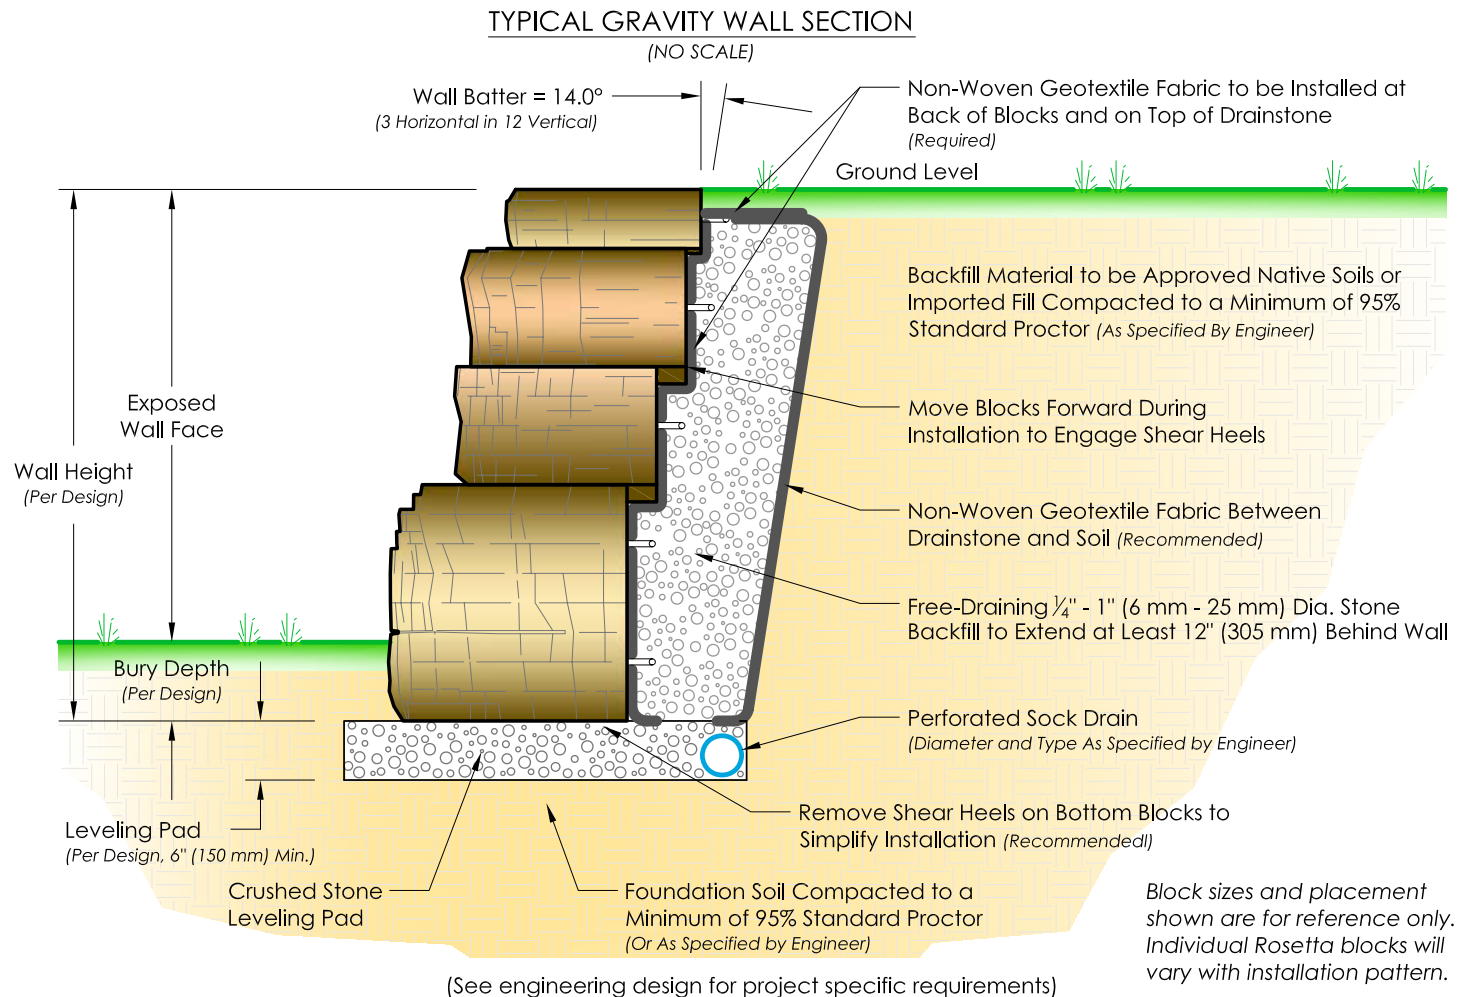 TYPICAL GRAVITY WALL SECTION
(NO SCALE)
Wall Batter = 14.0°
(3 Horizontal in 12 Vertical)
Non-Woven Geotextile Fabric to be Installed at
Back of Blocks and on Top of Drainstone
(Required)
Ground Level
Backfill Material to be Approved Native Soils or
Imported Fill Compacted to a Minimum of 95%
Standard Proctor (As Specified By Engineer)
Exposed
Wall Face
Move Blocks Forward During
Installation to Engage Shear Heels
Wall Height
(Per Design)
Non-Woven Geotextile Fabric Between
Drainstone and Soil (Recommended)
Free-Draining ¼" - 1" (6 mm - 25 mm) Dia. Stone
Backfill to Extend at Least 12" (305 mm) Behind Wall
Bury Depth
(Per Design)
Perforated Sock Drain
(Diameter and Type As Specified by Engineer)
Leveling Pad
(Per Design, 6" (150 mm) Min.)
Remove Shear Heels on Bottom Blocks to
Simplify Installation (Recommendedl)
Crushed Stone
Leveling Pad
Foundation Soil Compacted to a
Minimum of 95% Standard Proctor
(Or As Specified by Engineer)
Block sizes and placement
shown are for reference only.
Individual Rosetta blocks will
vary with installation pattern.
(See engineering design for project specific requirements)